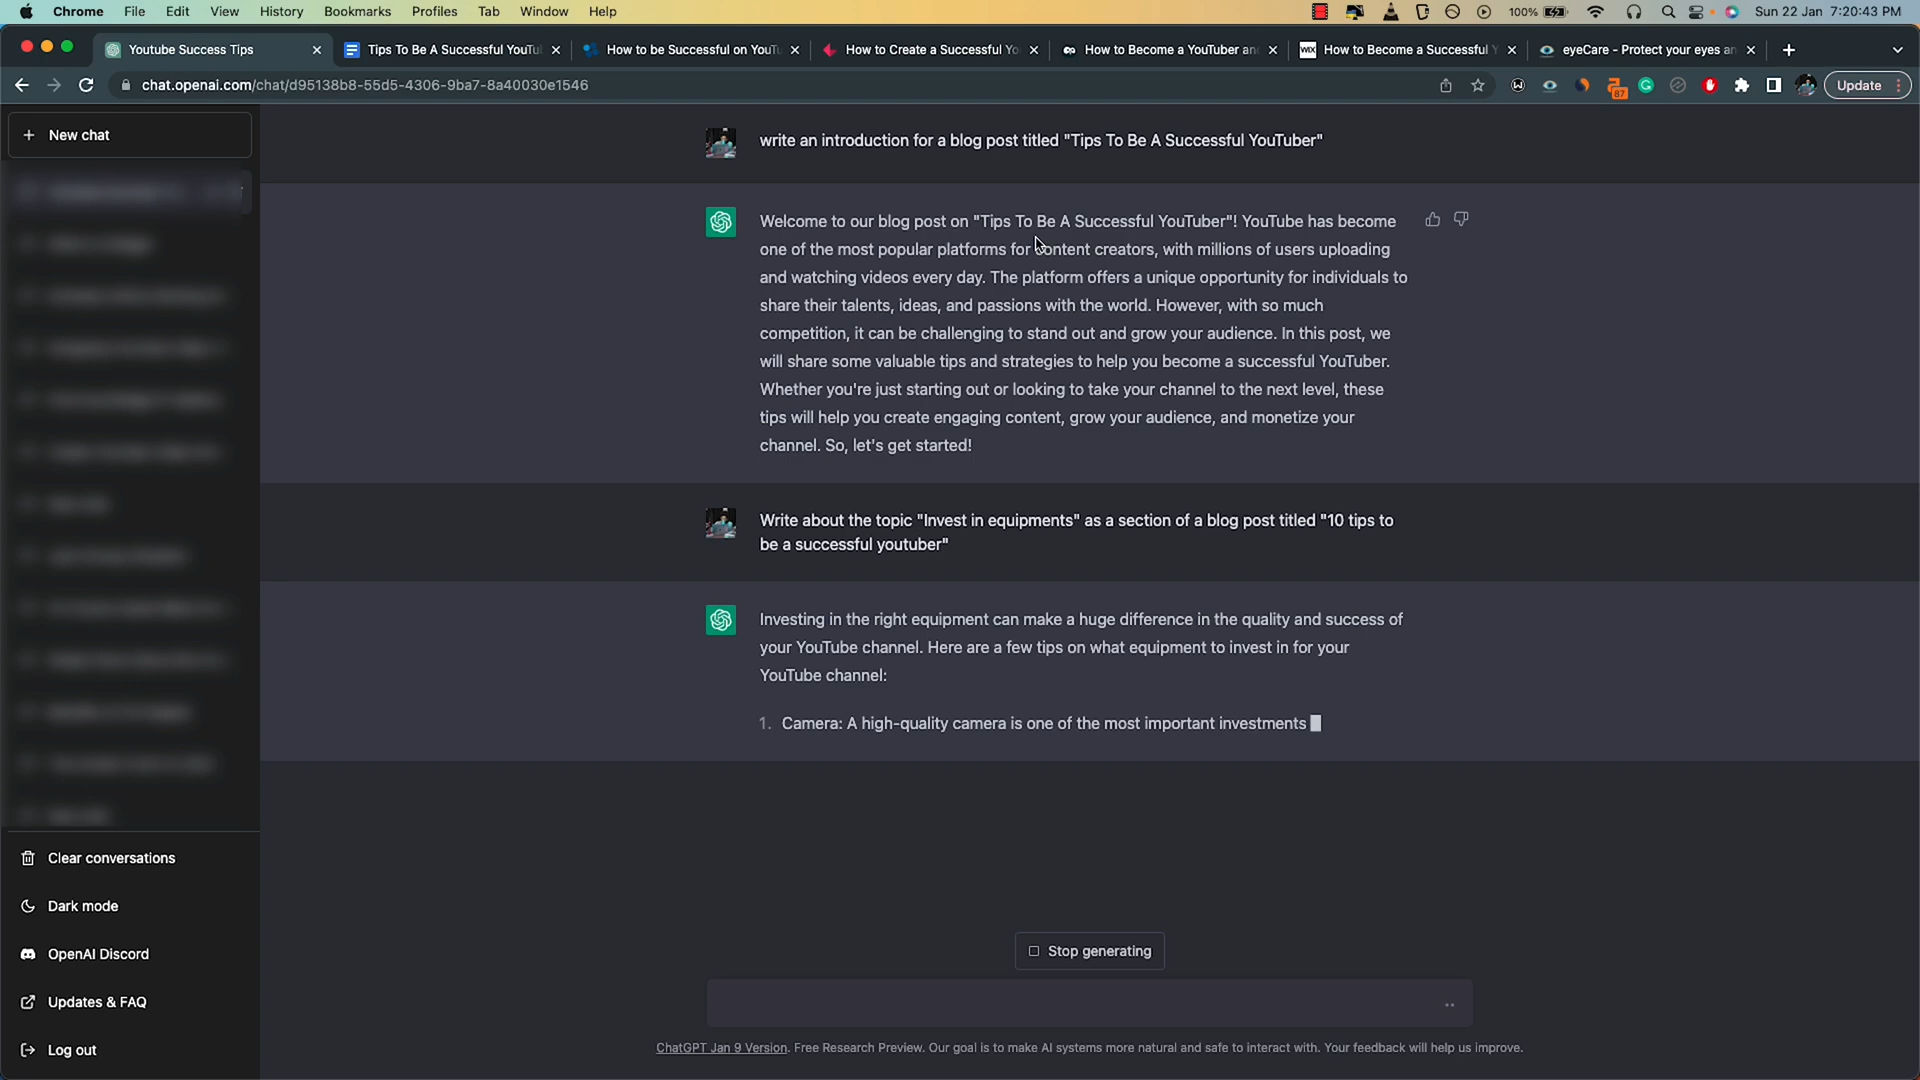 Chrome File Edit View History Bookmarks Profiles Tab Window Help 100% Sun 22 Jan 7:20:43 PM
Youtube Success Tips Tips To Be A Successful YouTu How to be Successful on YouTu How to Create a Successful Yo How to Become a YouTuber an WIX How to Become a Successful Y eyeCare - Protect your eyes an
chat.openai.com/chat/d95138b8-55d5-4306-9ba7-8a40030e1546 87 Update
+ New chat
write an introduction for a blog post titled "Tips To Be A Successful YouTuber"
Welcome to our blog post on "Tips To Be A Successful YouTuber"! YouTube has become
one of the most popular platforms for content creators, with millions of users uploading
and watching videos every day. The platform offers a unique opportunity for individuals to
share their talents, ideas, and passions with the world. However, with so much
competition, it can be challenging to stand out and grow your audience. In this post, we
will share some valuable tips and strategies to help you become a successful YouTuber.
Whether you're just starting out or looking to take your channel to the next level, these
tips will help you create engaging content, grow your audience, and monetize your
channel. So, let's get started!
Write about the topic "Invest in equipments" as a section of a blog post titled "10 tips to
be a successful youtuber"
Investing in the right equipment can make a huge difference in the quality and success of
your YouTube channel. Here are a few tips on what equipment to invest in for your
YouTube channel:
1. Camera: A high-quality camera is one of the most important investments
Clear conversations
Dark mode
OpenAI Discord
Updates & FAQ
Log out
Stop generating
ChatGPT Jan 9 Version. Free Research Preview. Our goal is to make AI systems more natural and safe to interact with. Your feedback will help us improve.